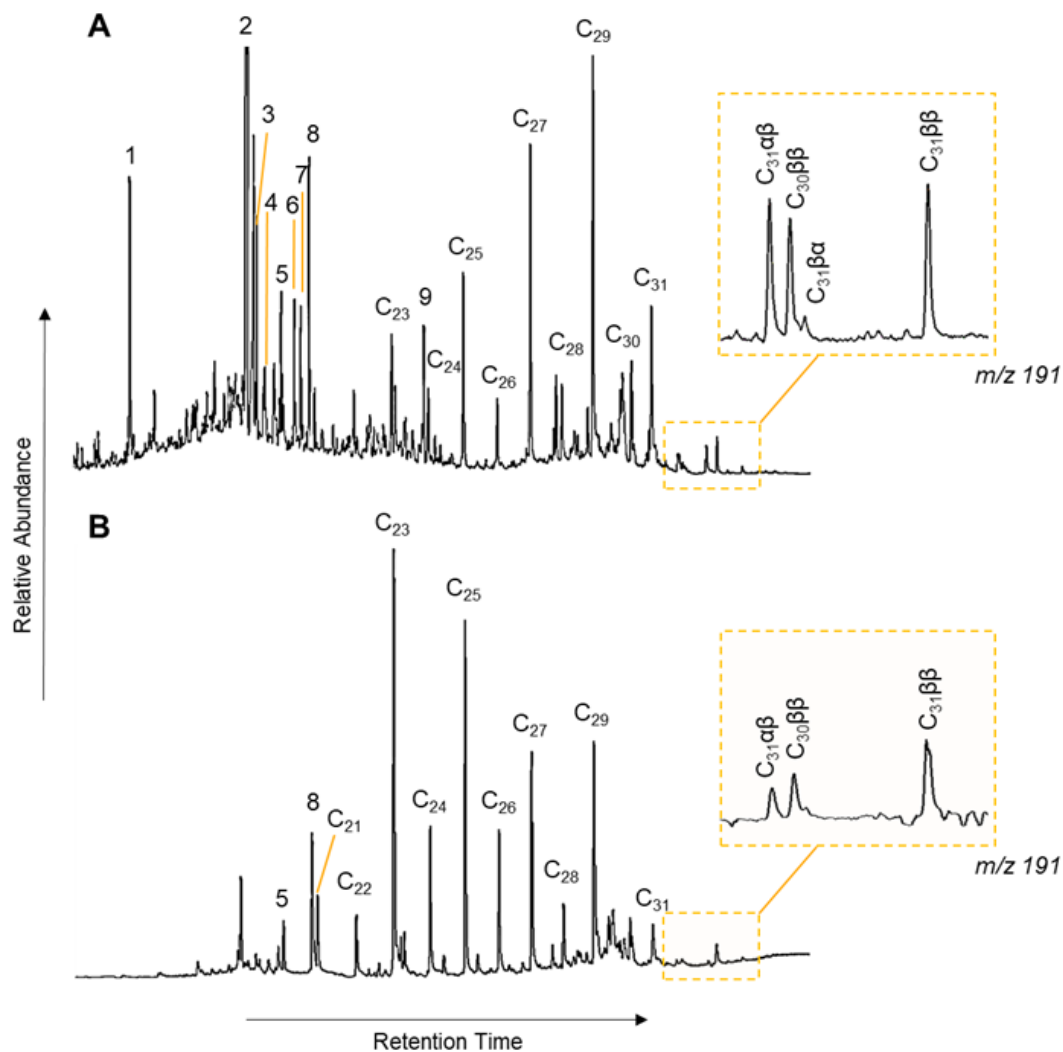 A
1
2
3
4
5
6
7
8
C₂₃
9
C₂₄
C₂₅
C₂₆
C₂₇
C₂₈
C₂₉
C₃₀
C₃₁
C₃₁αβ
C₃₀ββ
C₃₁βα
C₃₁ββ
m/z 191
B
5
8
C₂₁
C₂₂
C₂₃
C₂₄
C₂₅
C₂₆
C₂₇
C₂₈
C₂₉
C₃₁
C₃₁αβ
C₃₀ββ
C₃₁ββ
m/z 191
Relative Abundance
Retention Time